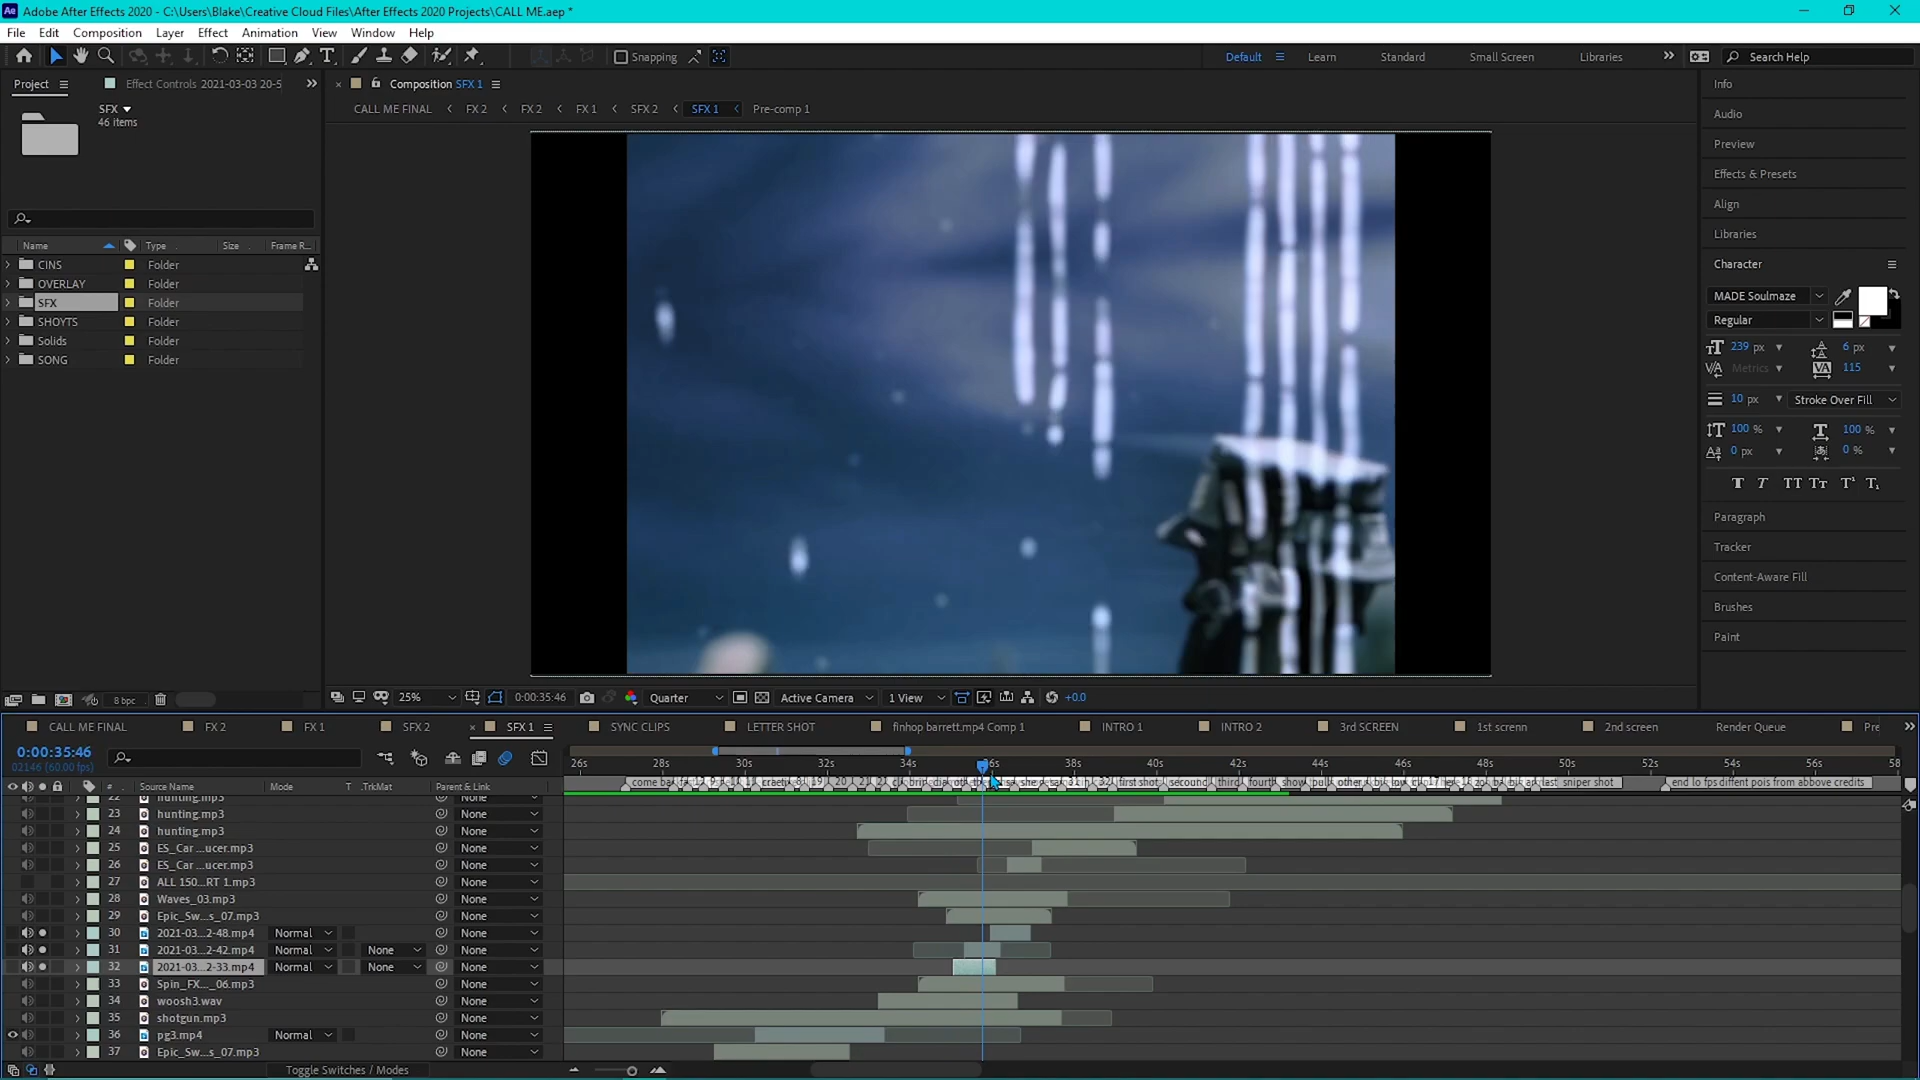 Adobe After Effects 2020 - C:\Users\Blake\Creative Cloud Files\After Effects 2020 Projects\CALL ME.aep *
File Edit Composition Layer Effect Animation View Window Help
Snapping Default Learn Standard Small Screen Libraries Search Help
Project Effect Controls 2021-03-03 20-5
Composition SFX 1
SFX
46 items
CALL ME FINAL FX 2 FX 2 FX 1 SFX 2 SFX 1 Pre-comp 1
Name Type Size Frame R...
CINS Folder
OVERLAY Folder
SFX Folder
SHOYTS Folder
Solids Folder
SONG Folder
Info
Audio
Preview
Effects & Presets
Align
Libraries
Character
MADE Soulmaze
Regular
239 px 6 px
Metrics 115
10 px Stroke Over Fill
100 % 100 %
0 px 0 %
Paragraph
Tracker
Content-Aware Fill
Brushes
Paint
8 bpc
25% 0:00:35:46 Quarter Active Camera 1 View +0.0
CALL ME FINAL FX 2 FX 1 SFX 2 SFX 1 SYNC CLIPS LETTER SHOT finhop barrett.mp4 Comp 1 INTRO 1 INTRO 2 3rd SCREEN 1st screnn 2nd screen Render Queue Pre
0:00:35:46
02146 (60.00 fps)
26s 28s 30s 32s 34s 36s 38s 40s 42s 44s 46s 48s 50s 52s 54s 56s 58
# Source Name Mode T .TrkMat Parent & Link
first shot second third fourth show last sniper shot end lo fps diffent pois from abbove credits
22 hunting.mp3 None
23 hunting.mp3 None
24 hunting.mp3 None
25 ES_Car ...ucer.mp3 None
26 ES_Car ...ucer.mp3 None
27 ALL 150...RT 1.mp3 None
28 Waves_03.mp3 None
29 Epic_Sw...s_07.mp3 None
30 2021-03...2-48.mp4 Normal None
31 2021-03...2-42.mp4 Normal None None
32 2021-03...2-33.mp4 Normal None None
33 Spin_FX..._06.mp3 None
34 woosh3.wav None
35 shotgun.mp3 None
36 pg3.mp4 Normal None
37 Epic_Sw...s_07.mp3 None
Toggle Switches / Modes